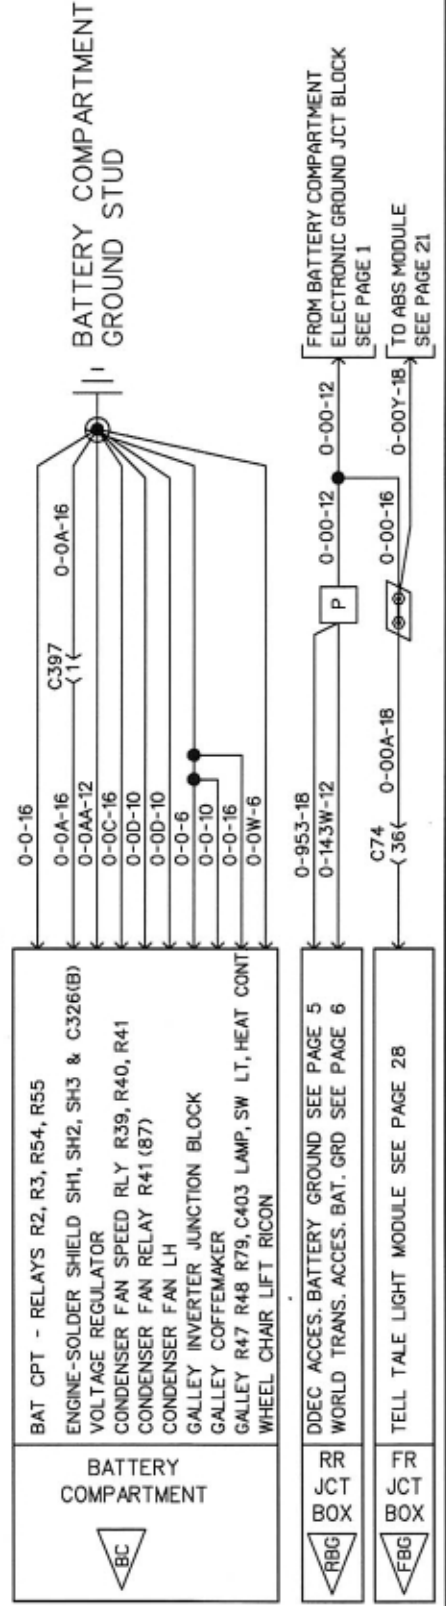 BATTERY COMPARTMENT
GROUND STUD
0-0-16
0-0A-16
C397
1
0-0A-16
0-0AA-12
0-0C-16
0-0D-10
0-0D-10
0-0-6
0-0-10
0-0-16
0-0W-6
BAT CPT - RELAYS R2, R3, R54, R55
ENGINE-SOLDER SHIELD SH1, SH2, SH3 & C326(B)
VOLTAGE REGULATOR
CONDENSER FAN SPEED RLY R39, R40, R41
CONDENSER FAN RELAY R41 (87)
CONDENSER FAN LH
GALLEY INVERTER JUNCTION BLOCK
GALLEY COFFEMAKER
GALLEY R47 R48 R79, C403 LAMP, SW LT, HEAT CONT
WHEEL CHAIR LIFT RICON
BATTERY
COMPARTMENT
BC
FROM BATTERY COMPARTMENT
ELECTRONIC GROUND JCT BLOCK
SEE PAGE 1
0-00-12
0-00-12
P
0-953-18
0-143W-12
DDEC ACCES. BATTERY GROUND SEE PAGE 5
WORLD TRANS. ACCES. BAT. GRD SEE PAGE 6
RR
JCT
BOX
RBG
TO ABS MODULE
SEE PAGE 21
0-00Y-18
0-00-16
0-00A-18
C74
36
TELL TALE LIGHT MODULE SEE PAGE 28
FR
JCT
BOX
FBG